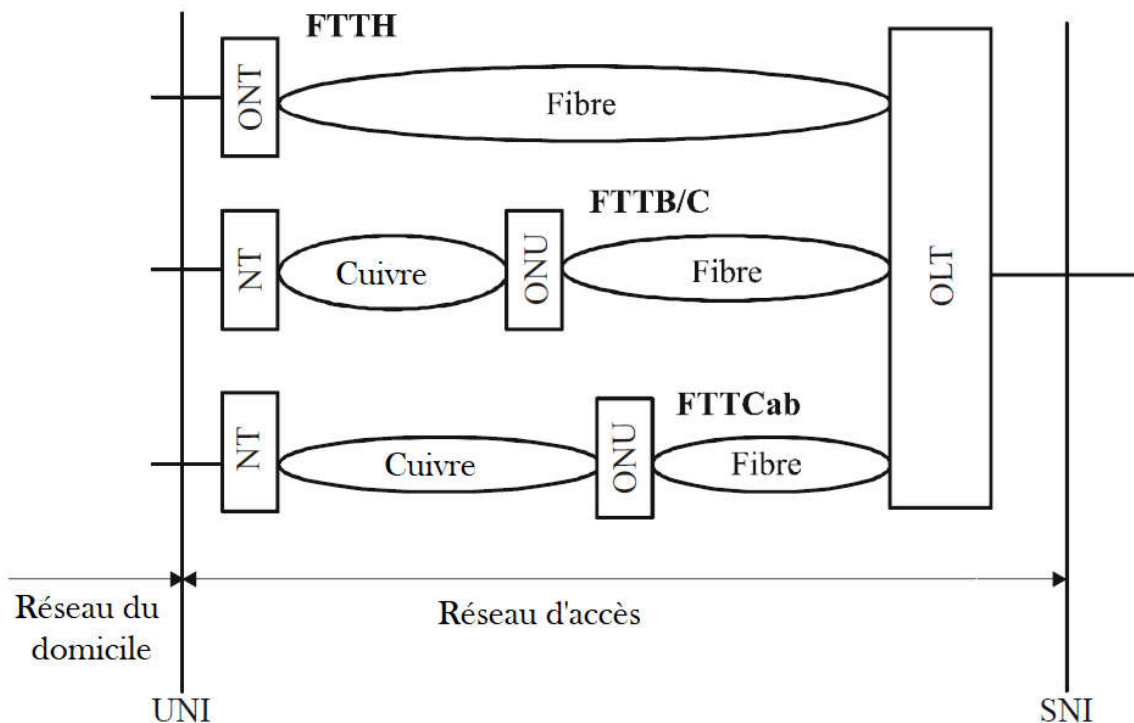 FTTH
ONT
Fibre
FTTB/C
NT
Cuivre
ONU
Fibre
OLT
FTTCab
NT
Cuivre
ONU
Fibre
Réseau du
domicile
Réseau d'accès
UNI
SNI